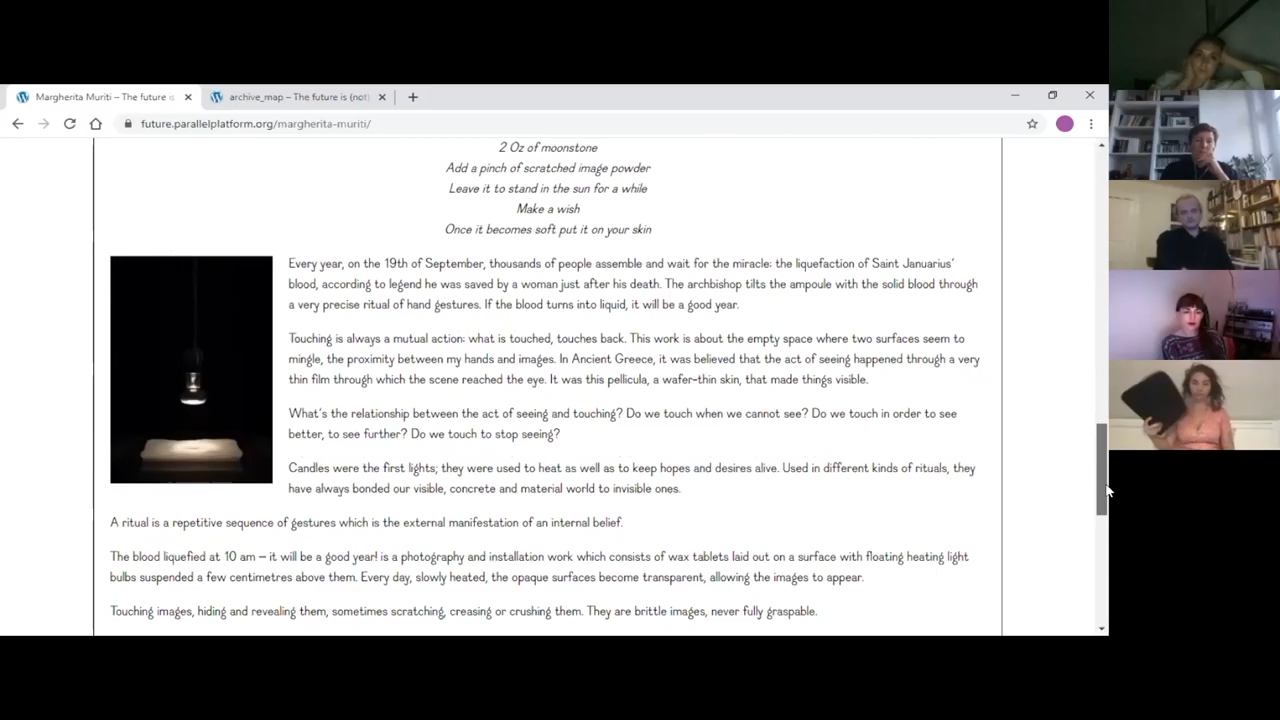 Margherita Muriti – The future is
archive_map – The future is (not)
future.parallelplatform.org/margherita-muriti/
2 Oz of moonstone
Add a pinch of scratched image powder
Leave it to stand in the sun for a while
Make a wish
Once it becomes soft put it on your skin
Every year, on the 19th of September, thousands of people assemble and wait for the miracle: the liquefaction of Saint Januarius'
blood, according to legend he was saved by a woman just after his death. The archbishop tilts the ampoule with the solid blood through
a very precise ritual of hand gestures. If the blood turns into liquid, it will be a good year.
Touching is always a mutual action: what is touched, touches back. This work is about the empty space where two surfaces seem to
mingle, the proximity between my hands and images. In Ancient Greece, it was believed that the act of seeing happened through a very
thin film through which the scene reached the eye. It was this pellicula, a wafer-thin skin, that made things visible.
What's the relationship between the act of seeing and touching? Do we touch when we cannot see? Do we touch in order to see
better, to see further? Do we touch to stop seeing?
Candles were the first lights; they were used to heat as well as to keep hopes and desires alive. Used in different kinds of rituals, they
have always bonded our visible, concrete and material world to invisible ones.
A ritual is a repetitive sequence of gestures which is the external manifestation of an internal belief.
The blood liquefied at 10 am – it will be a good year! is a photography and installation work which consists of wax tablets laid out on a surface with floating heating light
bulbs suspended a few centimetres above them. Every day, slowly heated, the opaque surfaces become transparent, allowing the images to appear.
Touching images, hiding and revealing them, sometimes scratching, creasing or crushing them. They are brittle images, never fully graspable.